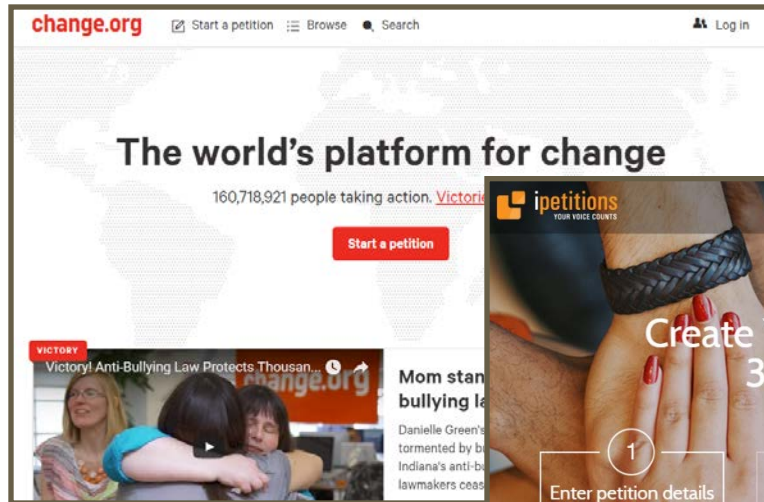 change.org Start a petition Browse Search Log in
The world's platform for change
160,718,921 people taking action.
Start a petition
ipetitions
YOUR VOICE COUNTS
Create
3
VICTORY
Victory! Anti-Bullying Law Protects Thousan...
change.org
Mom stan
bullying la
Danielle Green's
tormented by bu
Indiana's anti-bu
lawmakers ceas
1
Enter petition details